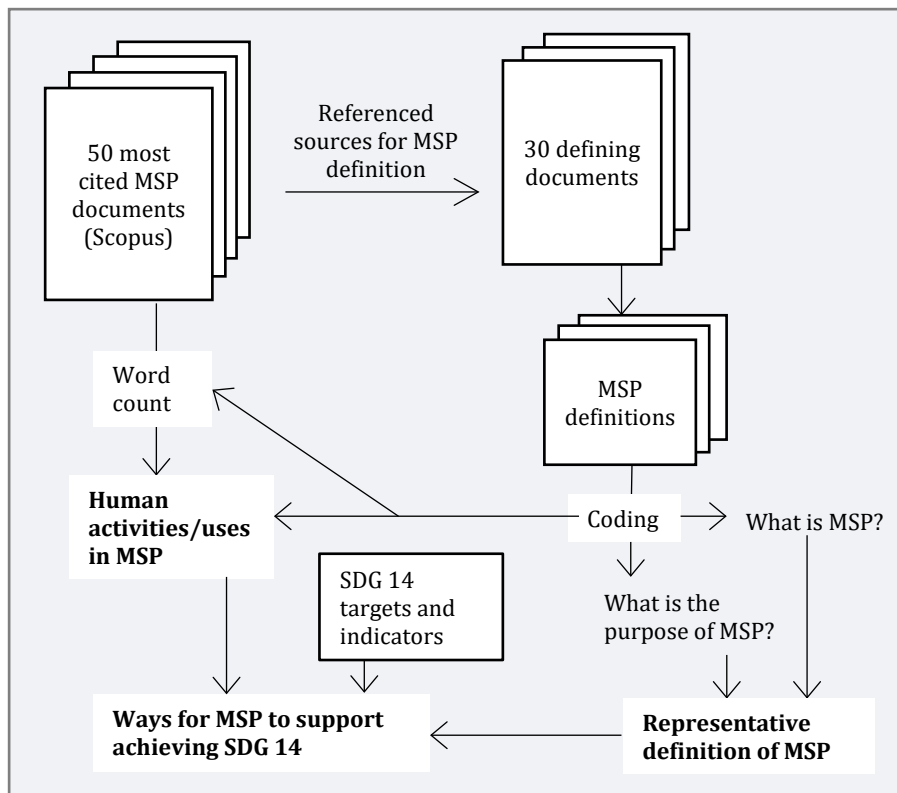 50 most
cited MSP
documents
(Scopus)
Referenced
sources for MSP
definition
30 defining
documents
Word
count
MSP
definitions
Human
activities/uses
in MSP
Coding
What is MSP?
SDG 14
targets and
indicators
What is the
purpose of MSP?
Ways for MSP to support
achieving SDG 14
Representative
definition of MSP